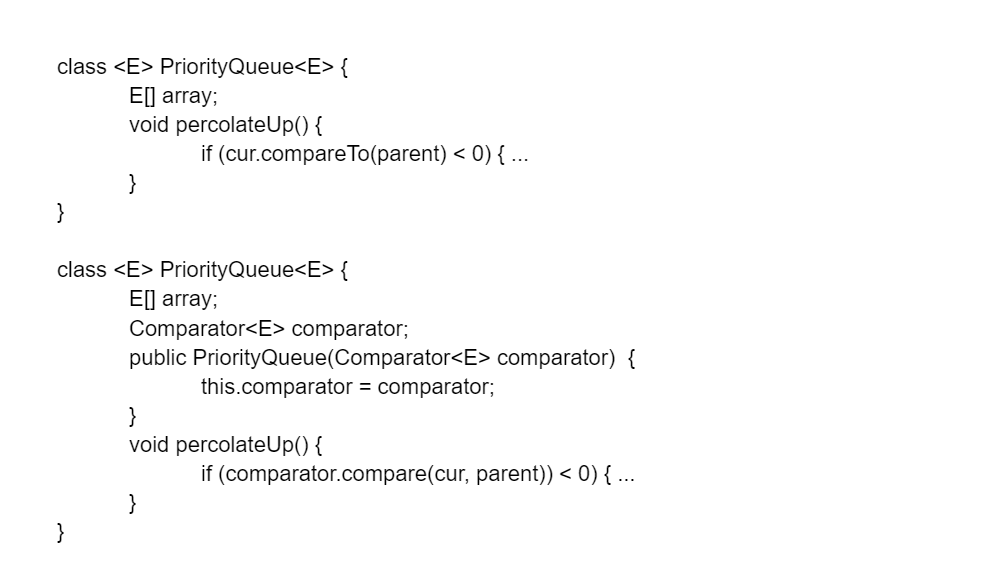 class <E> PriorityQueue<E> {
E[] array;
void percolateUp() {
if (cur.compareTo(parent) < 0) { ...
}
}
class <E> PriorityQueue<E> {
E[] array;
Comparator<E> comparator;
public PriorityQueue(Comparator<E> comparator)  {
this.comparator = comparator;
}
void percolateUp() {
if (comparator.compare(cur, parent)) < 0) { ...
}
}